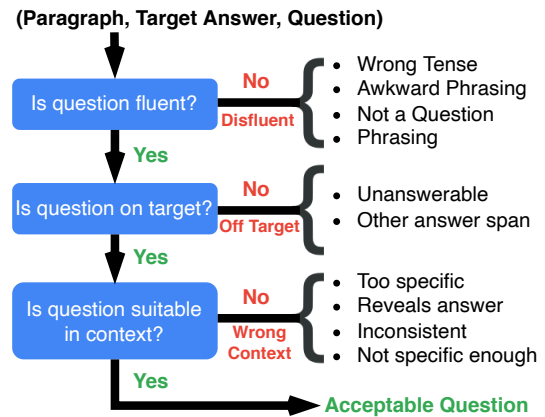 (Paragraph, Target Answer, Question)
Is question fluent?
No
Disfluent
• Wrong Tense
• Awkward Phrasing
• Not a Question
• Phrasing
Yes
Is question on target?
No
Off Target
• Unanswerable
• Other answer span
Yes
Is question suitable
in context?
No
Wrong
Context
• Too specific
• Reveals answer
• Inconsistent
• Not specific enough
Yes
Acceptable Question